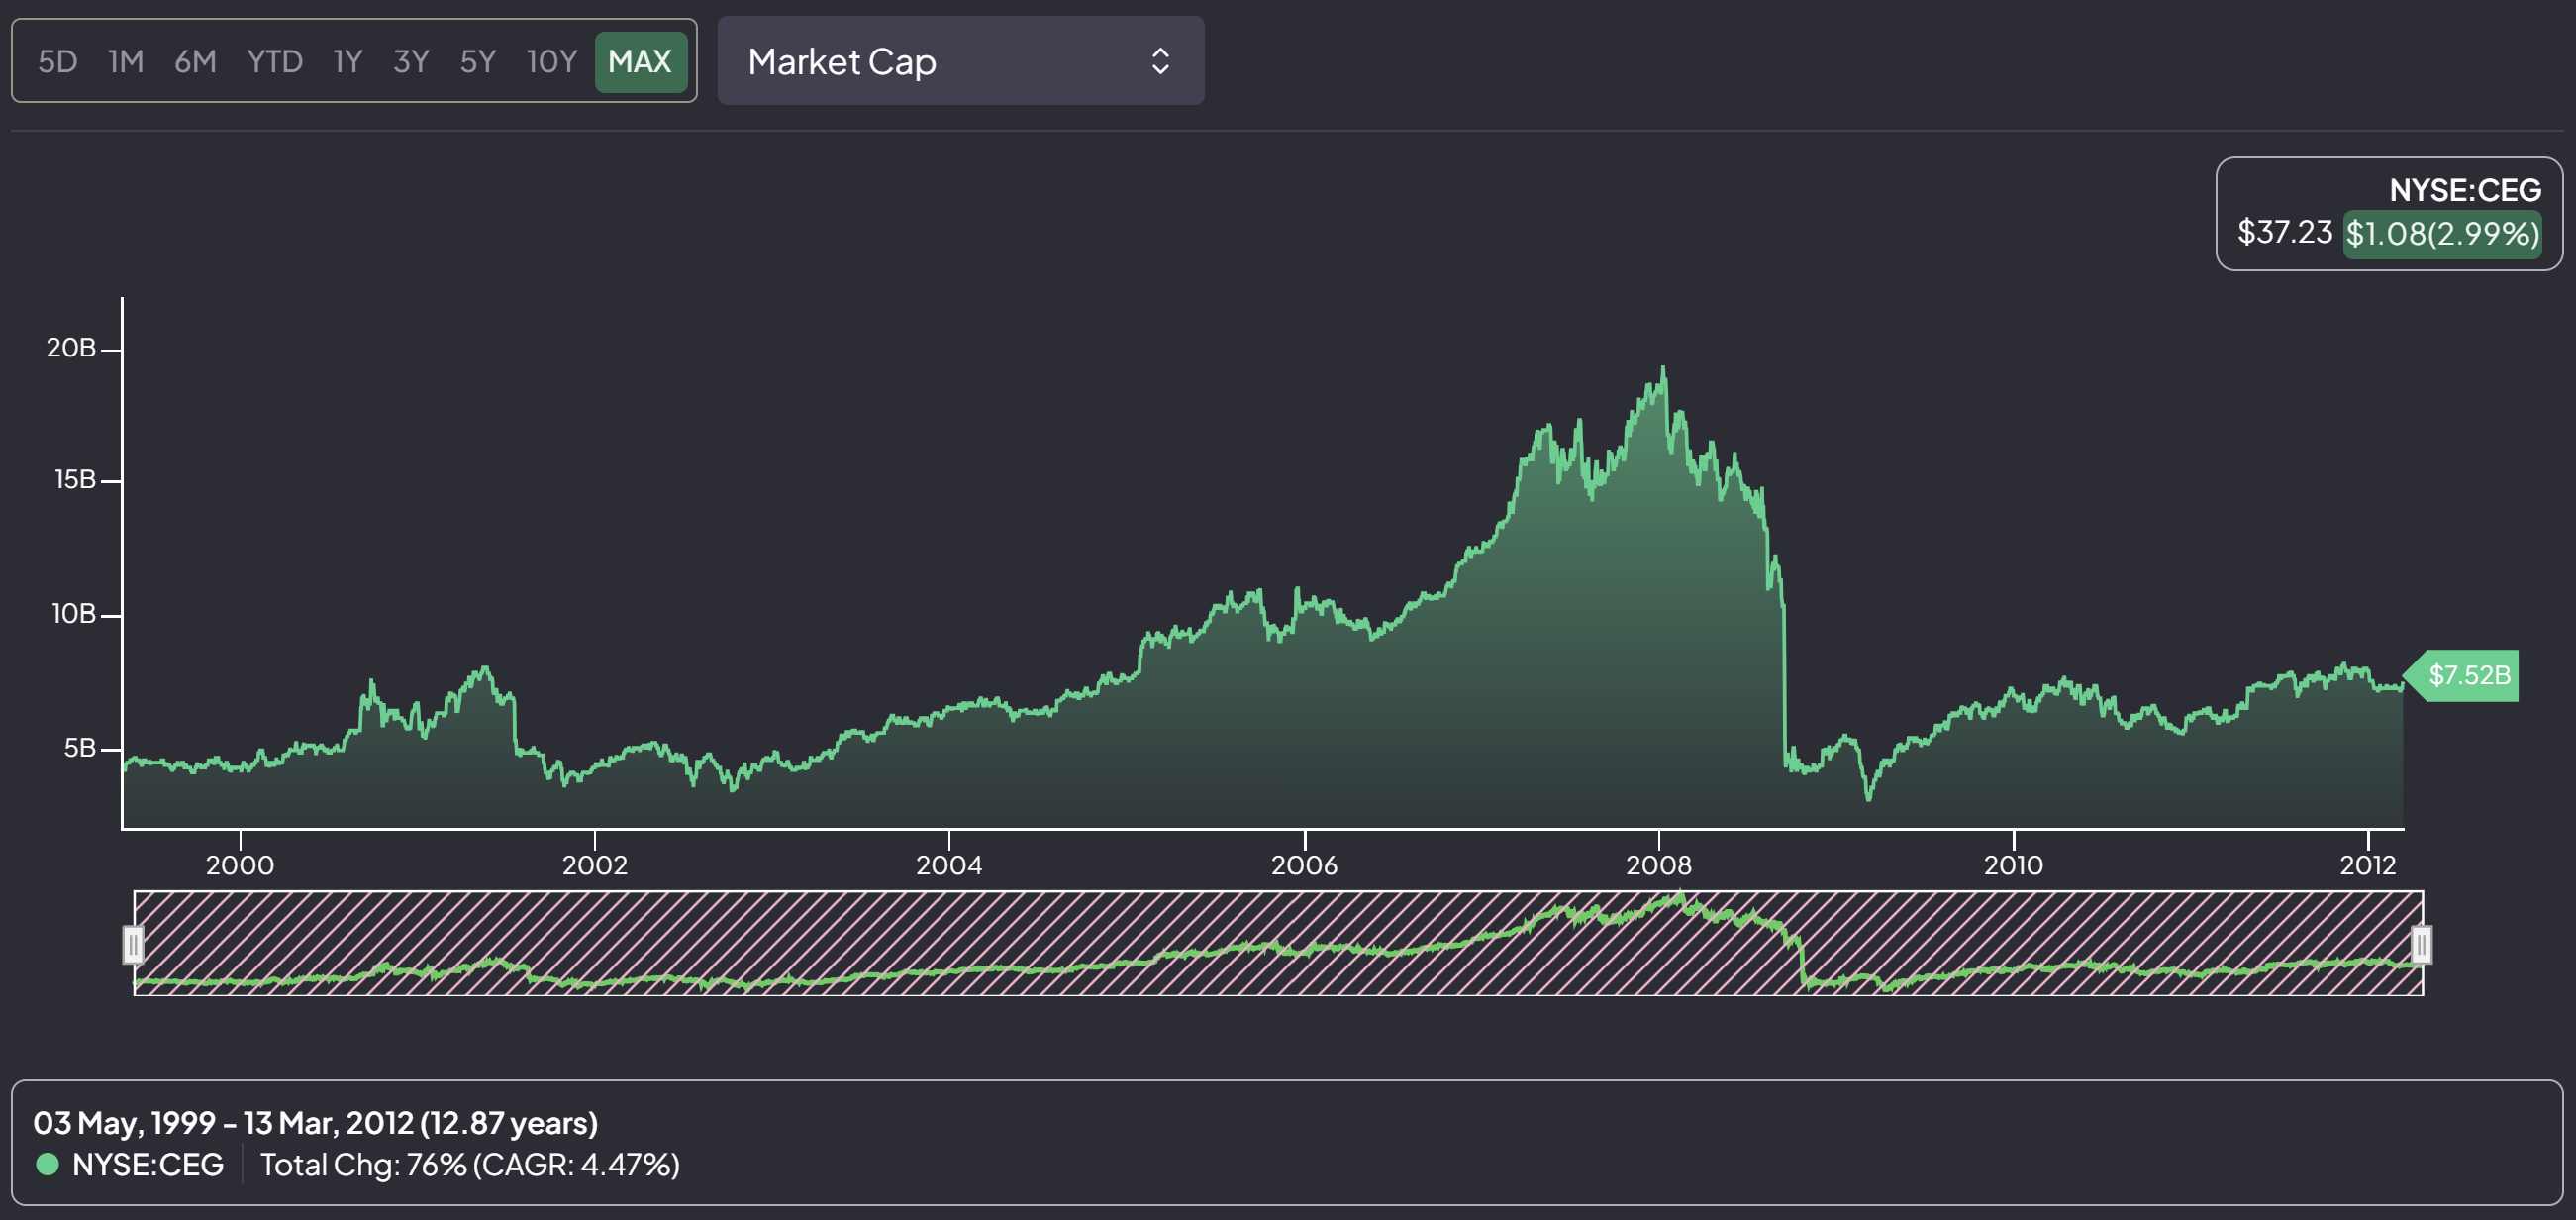 5D 1M 6M YTD 1Y 3Y 5Y 10Y MAX Market Cap
NYSE:CEG
$37.23 $1.08(2.99%)
20B
15B
10B
5B
$7.52B
2000 2002 2004 2006 2008 2010 2012
03 May, 1999 - 13 Mar, 2012 (12.87 years)
NYSE:CEG Total Chg: 76% (CAGR: 4.47%)